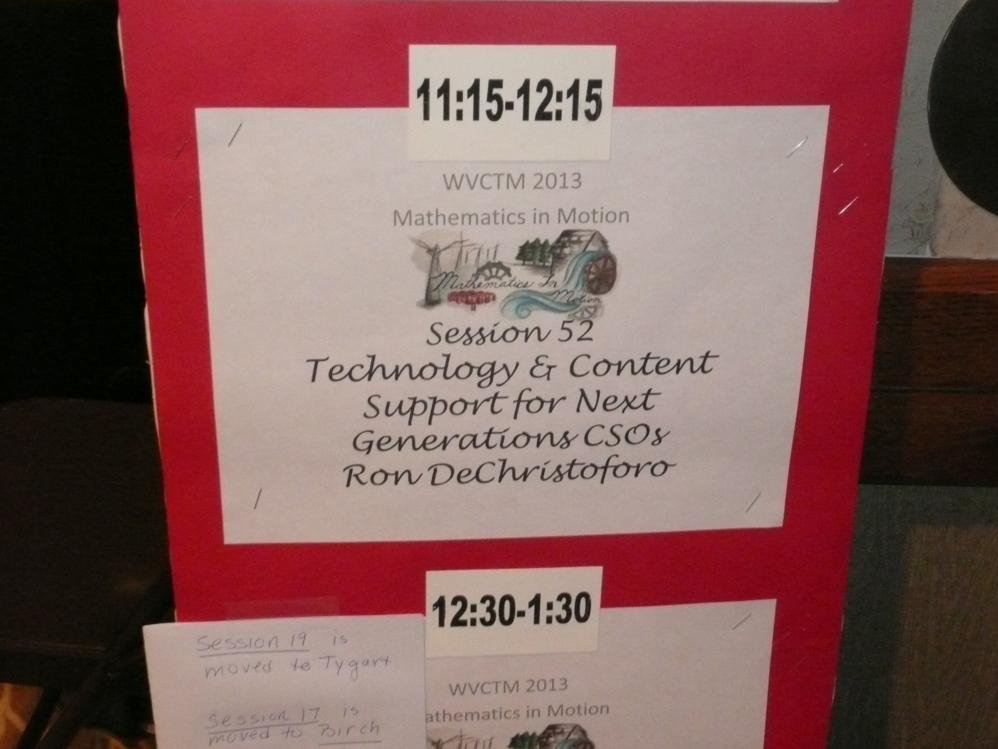 11:15-12:15
WVCTM 2013
Mathematics in Motion
Mathematics In
Motion
Session 52
Technology & Content
Support for Next
Generations CSOs
Ron DeChristoforo
12:30-1:30
WVCTM 2013
athematics in Motion
Session 19 is
moved to Tygart
Session 17 is
moved to Birch